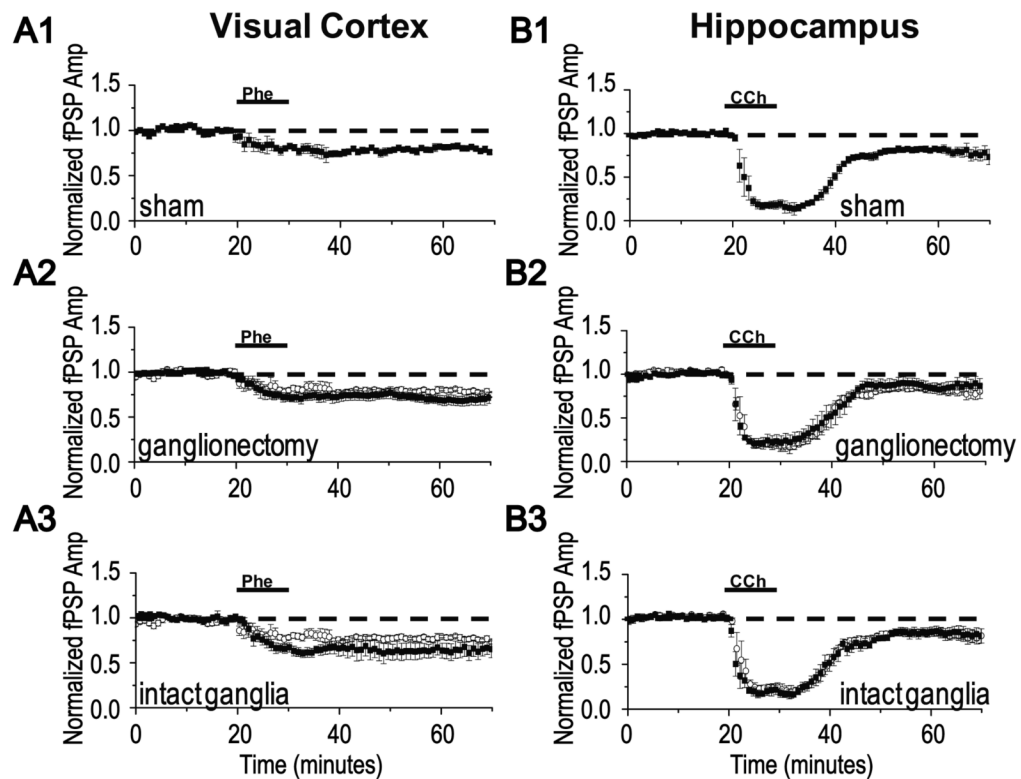 Visual Cortex
Hippocampus
A1
Normalized fPSP Amp
1.5
1.0
0.5
0.0
Phe
sham
0 20 40 60
B1
Normalized fPSP Amp
1.5
1.0
0.5
0.0
CCh
sham
0 20 40 60
A2
Normalized fPSP Amp
1.5
1.0
0.5
0.0
Phe
ganglionectomy
0 20 40 60
B2
Normalized fPSP Amp
1.5
1.0
0.5
0.0
CCh
ganglionectomy
0 20 40 60
A3
Normalized fPSP Amp
1.5
1.0
0.5
0.0
Phe
intact ganglia
0 20 40 60
Time (minutes)
B3
Normalized fPSP Amp
1.5
1.0
0.5
0.0
CCh
intact ganglia
0 20 40 60
Time (minutes)